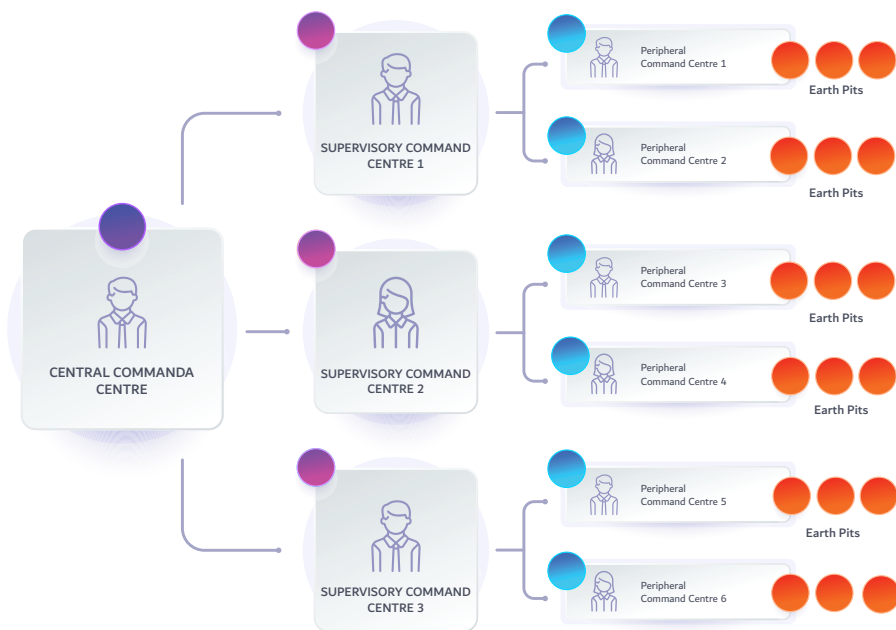 CENTRAL COMMANDA
CENTRE
SUPERVISORY COMMAND
CENTRE 1
Peripheral
Command Centre 1
Earth Pits
Peripheral
Command Centre 2
Earth Pits
SUPERVISORY COMMAND
CENTRE 2
Peripheral
Command Centre 3
Earth Pits
Peripheral
Command Centre 4
Earth Pits
SUPERVISORY COMMAND
CENTRE 3
Peripheral
Command Centre 5
Earth Pits
Peripheral
Command Centre 6